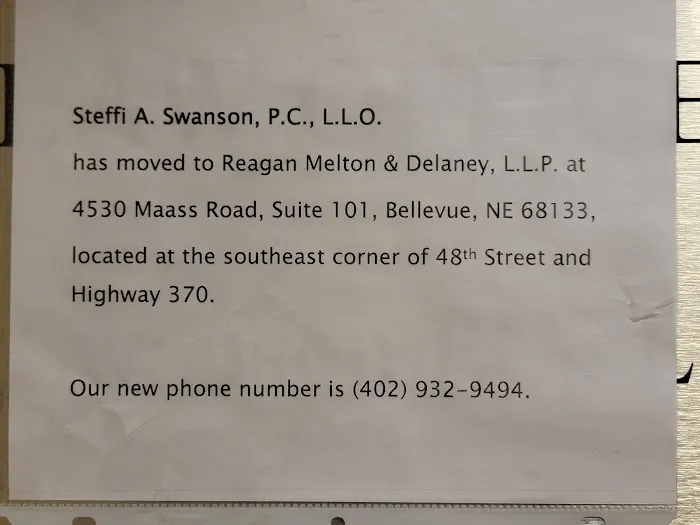 Steffi A. Swanson, P.C., L.L.O.
has moved to Reagan Melton & Delaney, L.L.P. at
4530 Maass Road, Suite 101, Bellevue, NE 68133,
located at the southeast corner of 48th Street and
Highway 370.
Our new phone number is (402) 932-9494.